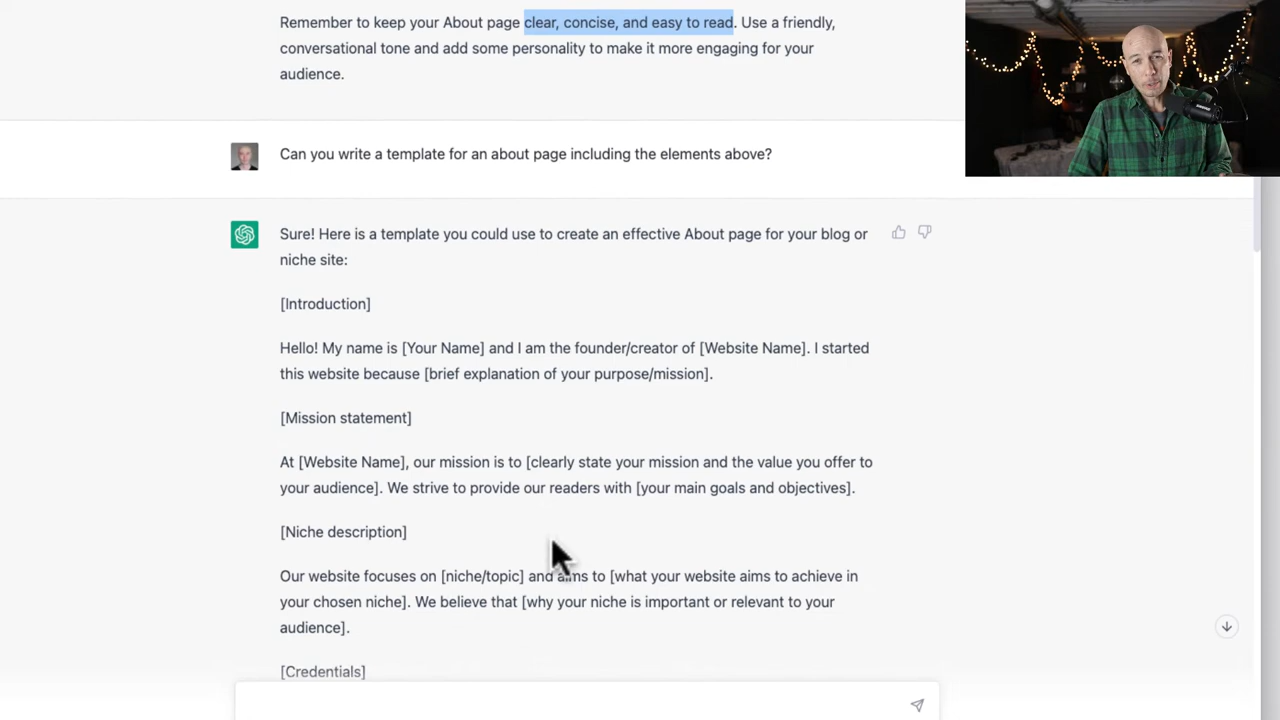 Remember to keep your About page clear, concise, and easy to read. Use a friendly,
conversational tone and add some personality to make it more engaging for your
audience.
Can you write a template for an about page including the elements above?
Sure! Here is a template you could use to create an effective About page for your blog or
niche site:
[Introduction]
Hello! My name is [Your Name] and I am the founder/creator of [Website Name]. I started
this website because [brief explanation of your purpose/mission].
[Mission statement]
At [Website Name], our mission is to [clearly state your mission and the value you offer to
your audience]. We strive to provide our readers with [your main goals and objectives].
[Niche description]
Our website focuses on [niche/topic] and aims to [what your website aims to achieve in
your chosen niche]. We believe that [why your niche is important or relevant to your
audience].
[Credentials]